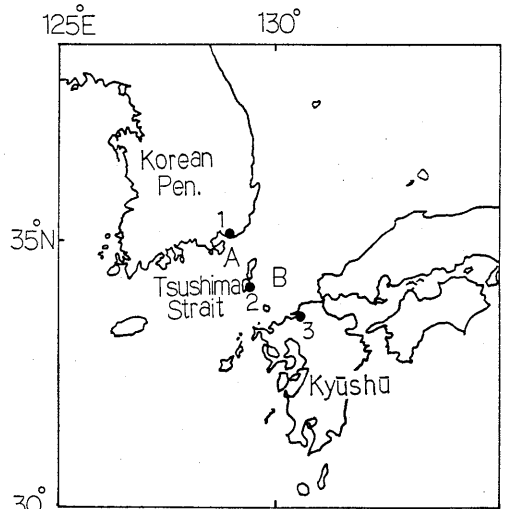 125°E 130°
Korean
Pen.
1
35°N
A
Tsushima
B
Strait
2
3
Kyūshū
30°